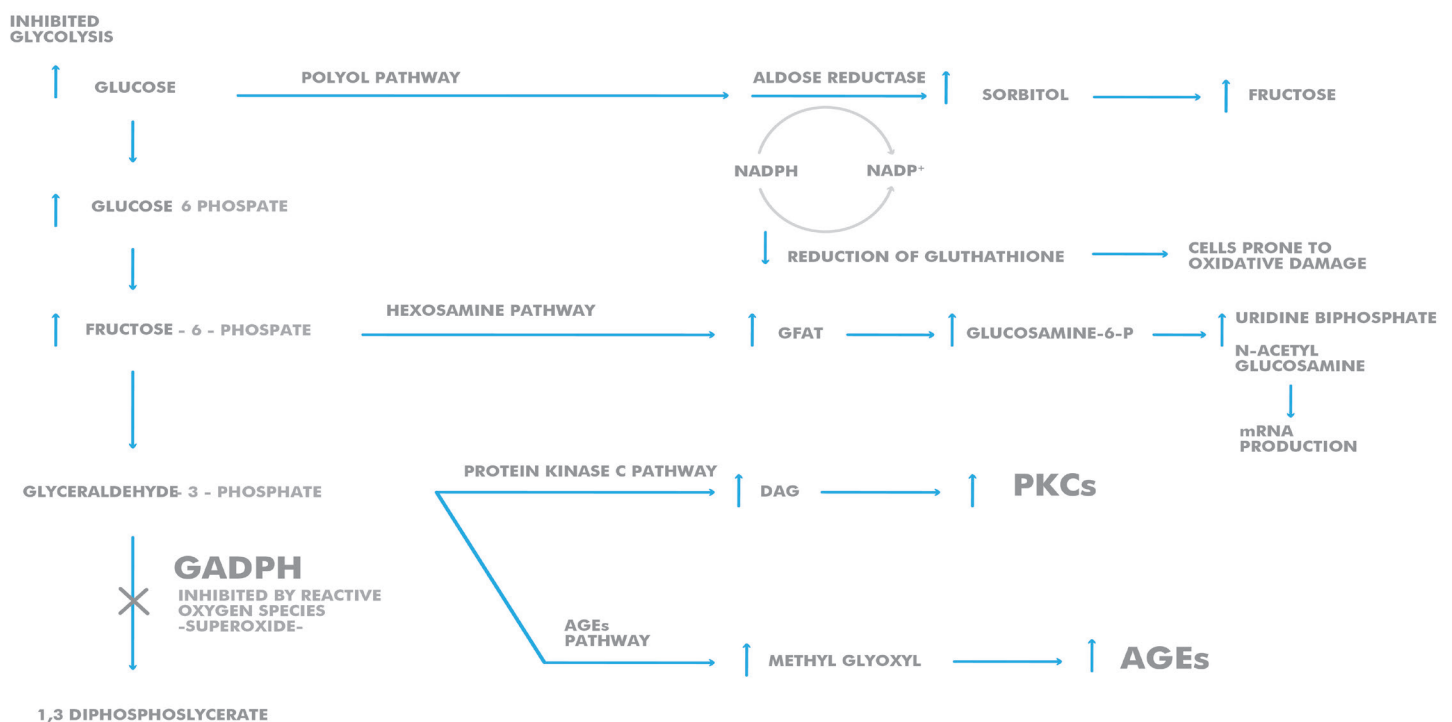 INHIBITED
GLYCOLYSIS
GLUCOSE
POLYOL PATHWAY
ALDOSE REDUCTASE
SORBITOL
FRUCTOSE
NADPH
NADP+
GLUCOSE 6 PHOSPATE
REDUCTION OF GLUTHATHIONE
CELLS PRONE TO
OXIDATIVE DAMAGE
FRUCTOSE - 6 - PHOSPATE
HEXOSAMINE PATHWAY
GFAT
GLUCOSAMINE-6-P
URIDINE BIPHOSPHATE
N-ACETYL
GLUCOSAMINE
mRNA
PRODUCTION
GLYCERALDEHYDE- 3 - PHOSPHATE
PROTEIN KINASE C PATHWAY
DAG
PKCs
GADPH
INHIBITED BY REACTIVE
OXYGEN SPECIES
-SUPEROXIDE-
AGEs
PATHWAY
METHYL GLYOXYL
AGEs
1,3 DIPHOSPHOSLYCERATE